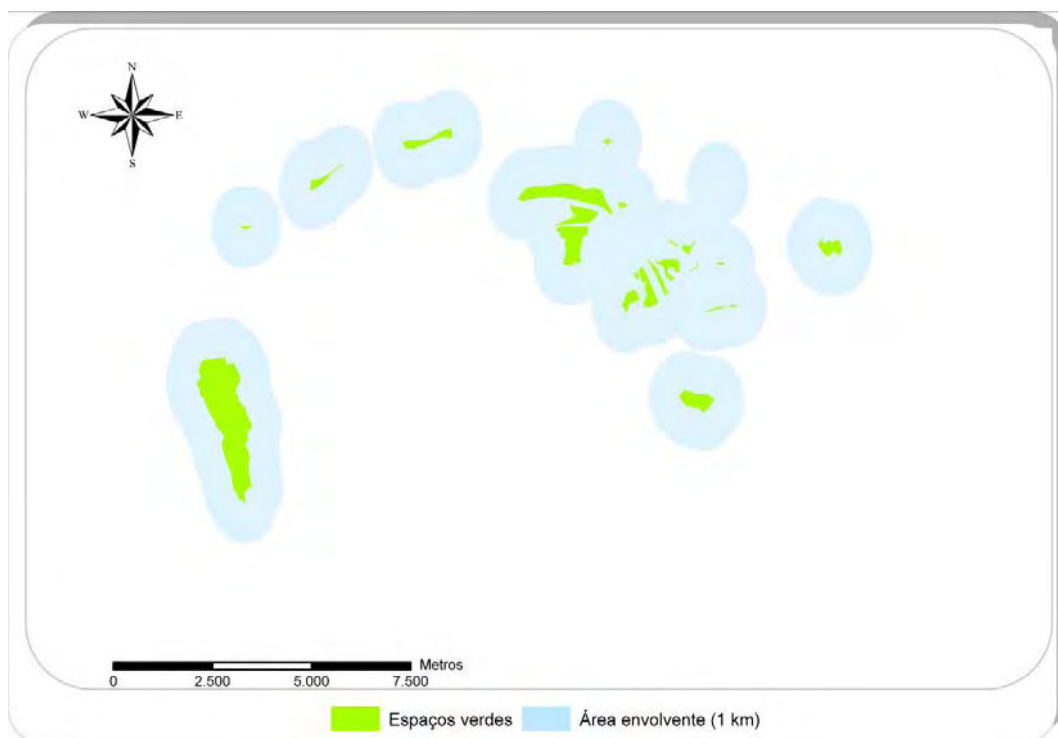 N
W E
S
Metros
0 2.500 5.000 7.500
Espaços verdes Área envolvente (1 km)